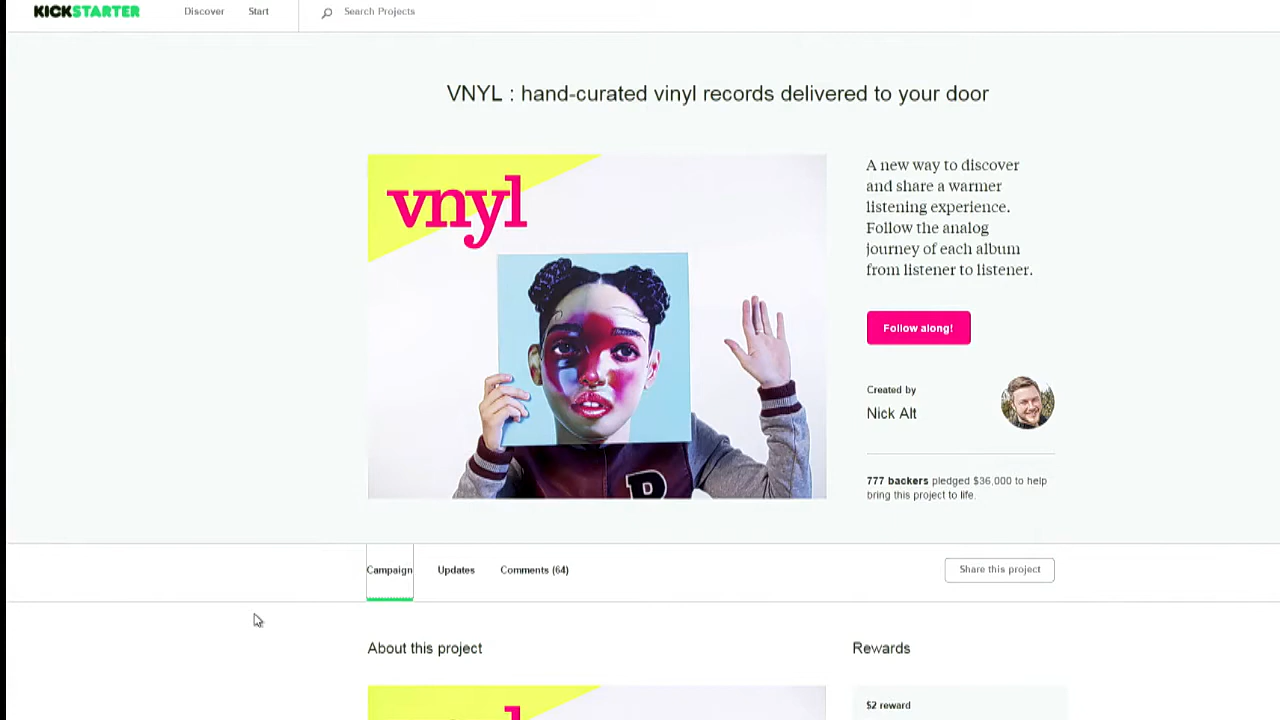 KICKSTARTER
Discover
Start
Search Projects
VNYL : hand-curated vinyl records delivered to your door
vnyl
A new way to discover
and share a warmer
listening experience.
Follow the analog
journey of each album
from listener to listener.
Follow along!
Created by
Nick Alt
777 backers pledged $36,000 to help
bring this project to life.
Campaign
Updates
Comments (64)
Share this project
About this project
Rewards
$2 reward